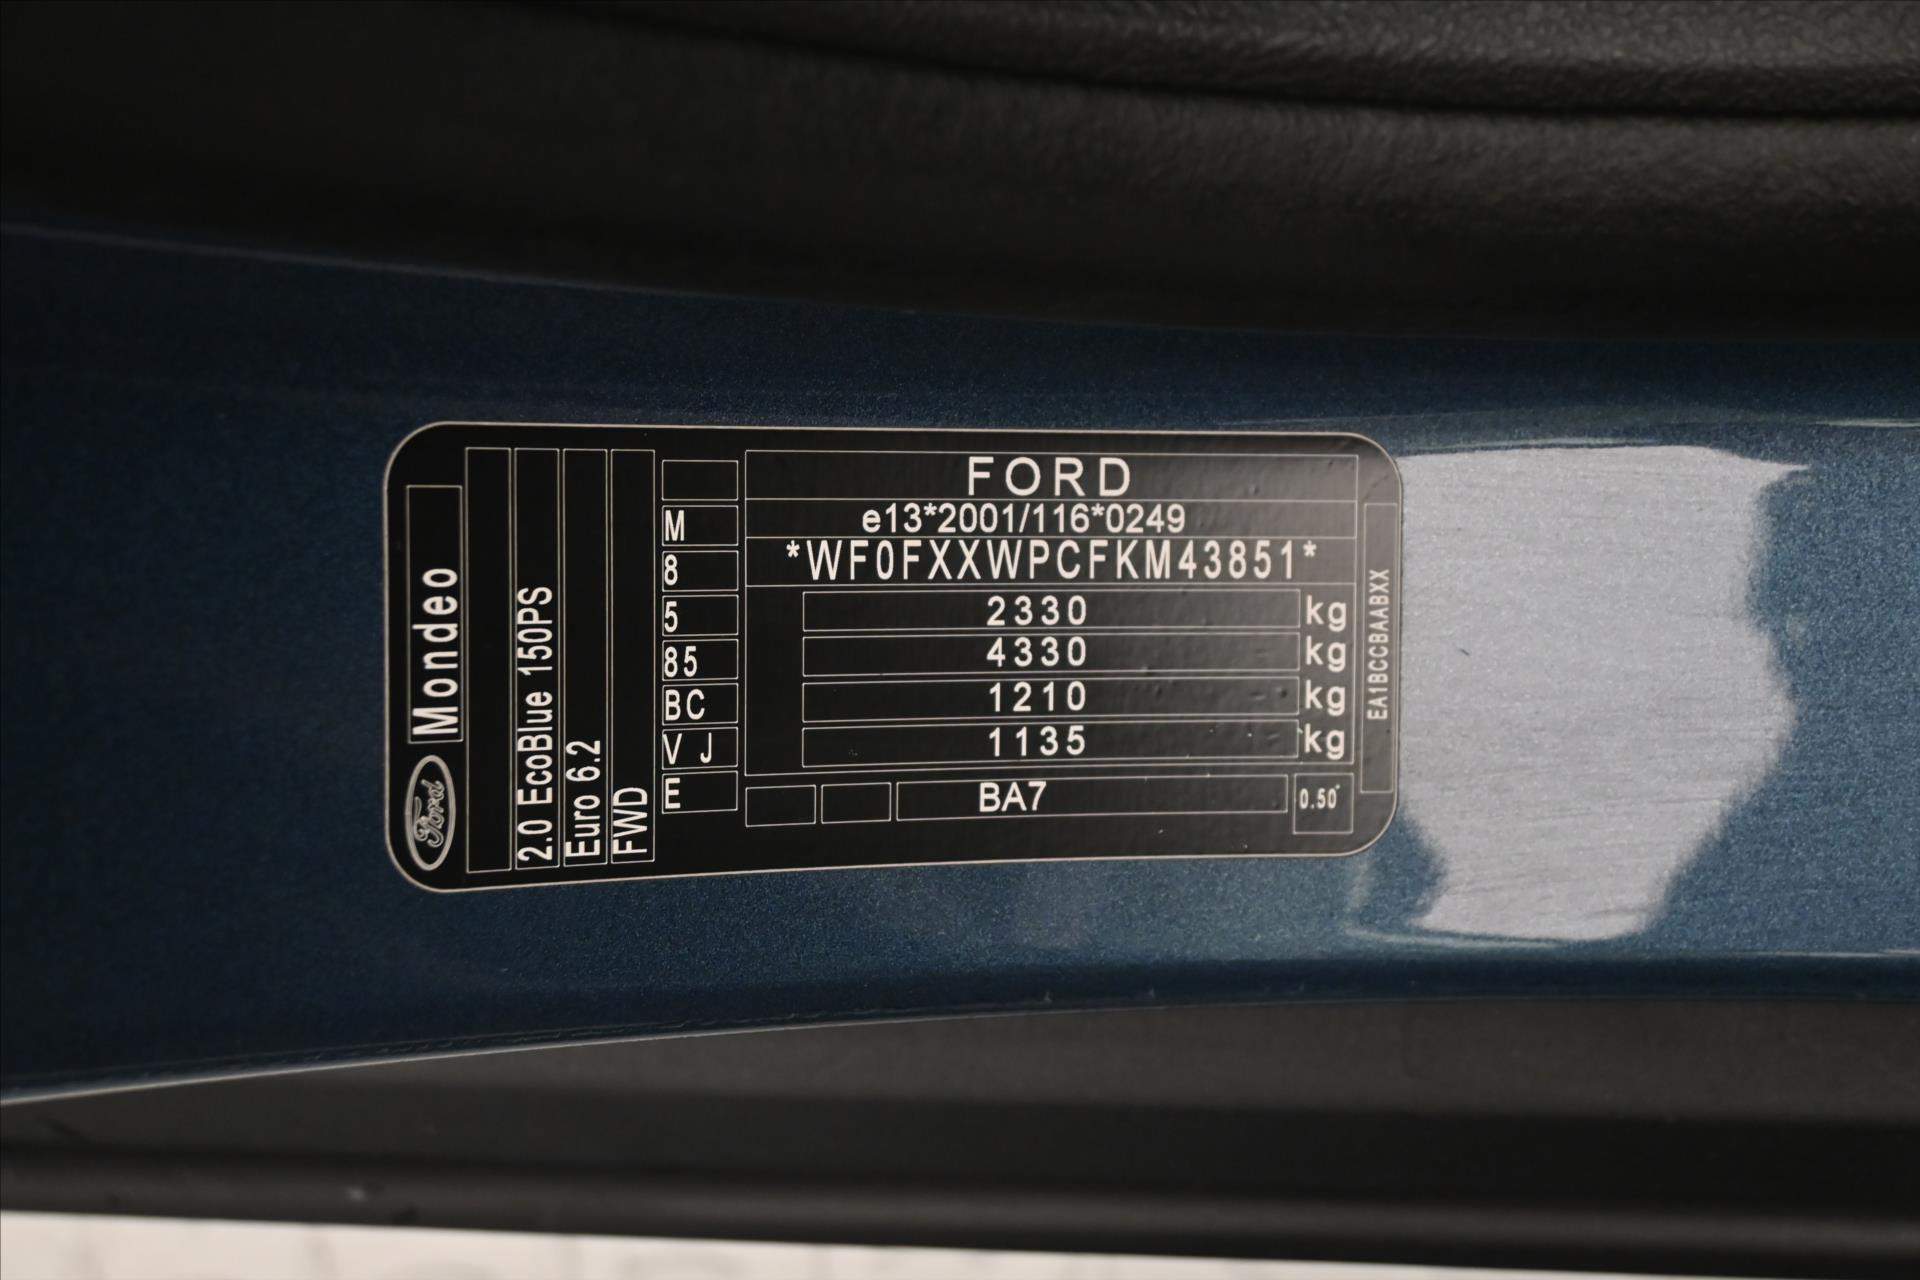 Ford
Mondeo
2.0 EcoBlue 150PS
Euro 6.2
FWD
M
8
5
85
BC
V J
E
FORD
e13*2001/116*0249
*WF0FXXWPCFKM43851*
2330 kg
4330 kg
1210 kg
1135 kg
BA7
0.50
EA1BCCBAABXX